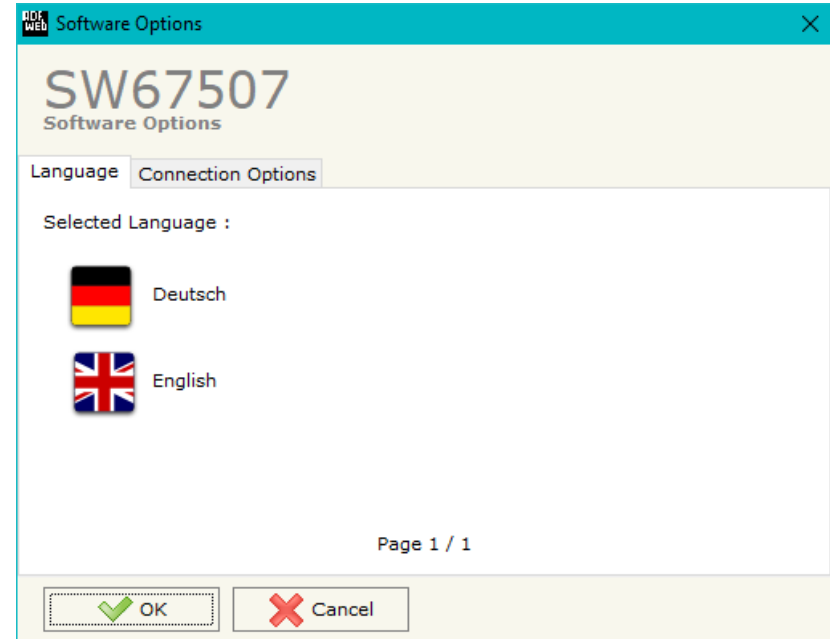 ADF
WEB Software Options
SW67507
Software Options
Language Connection Options
Selected Language :
Deutsch
English
Page 1 / 1
OK Cancel